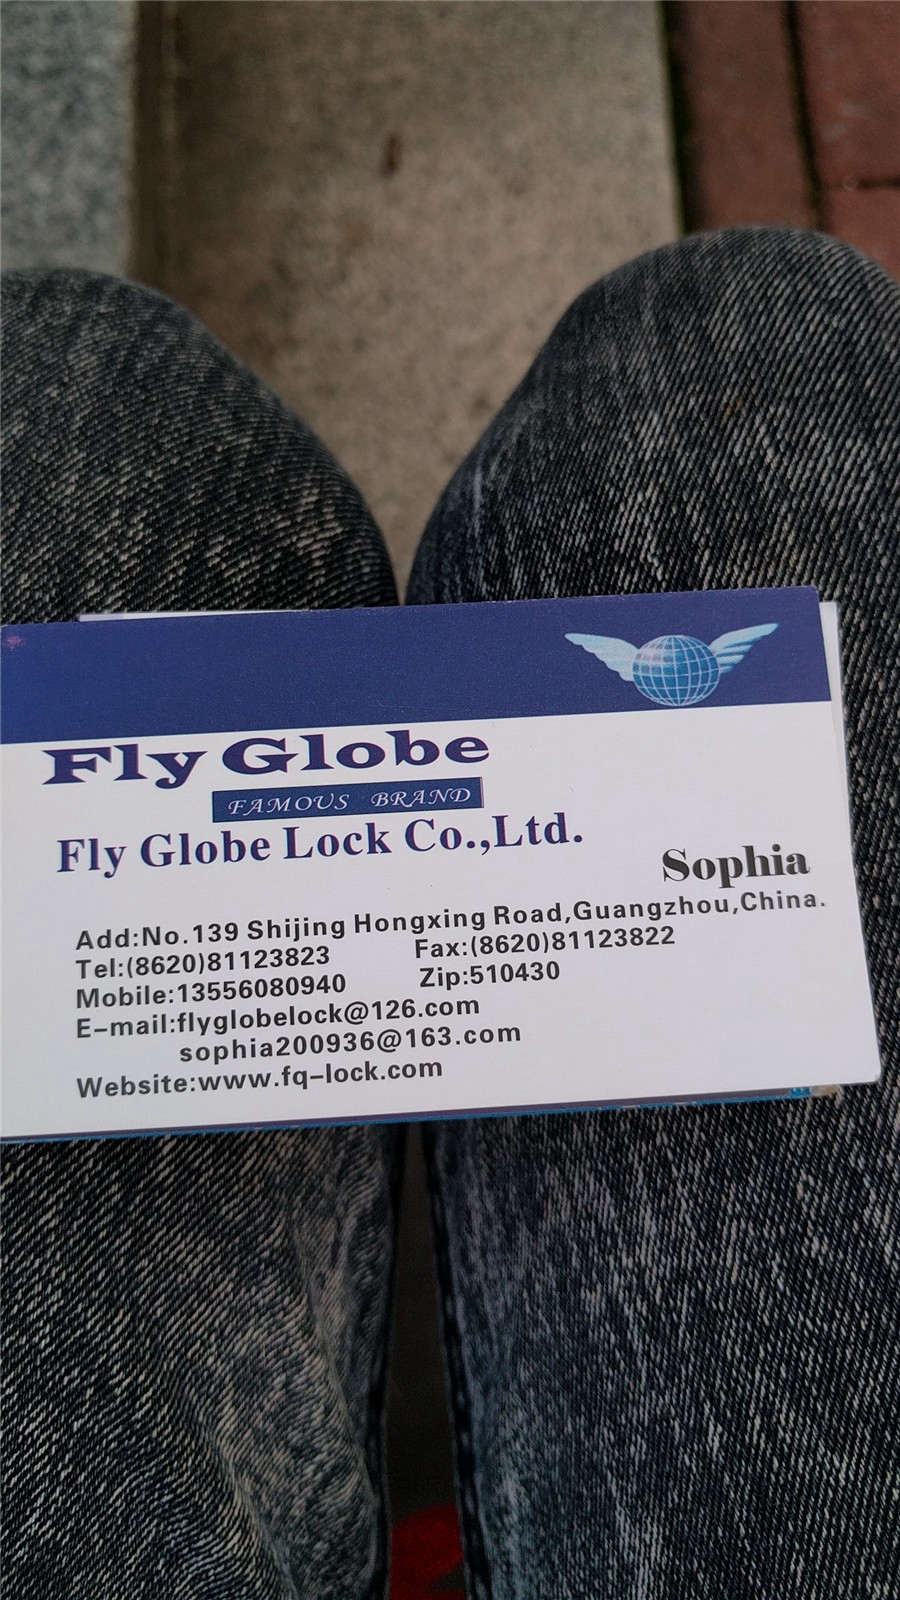 Fly Globe
FAMOUS BRAND
Fly Globe Lock Co.,Ltd.
Sophia
Add:No.139 Shijing Hongxing Road,Guangzhou,China.
Tel:(8620)81123823 Fax:(8620)81123822
Mobile:13556080940 Zip:510430
E-mail:flyglobelock@126.com
sophia200936@163.com
Website:www.fq-lock.com